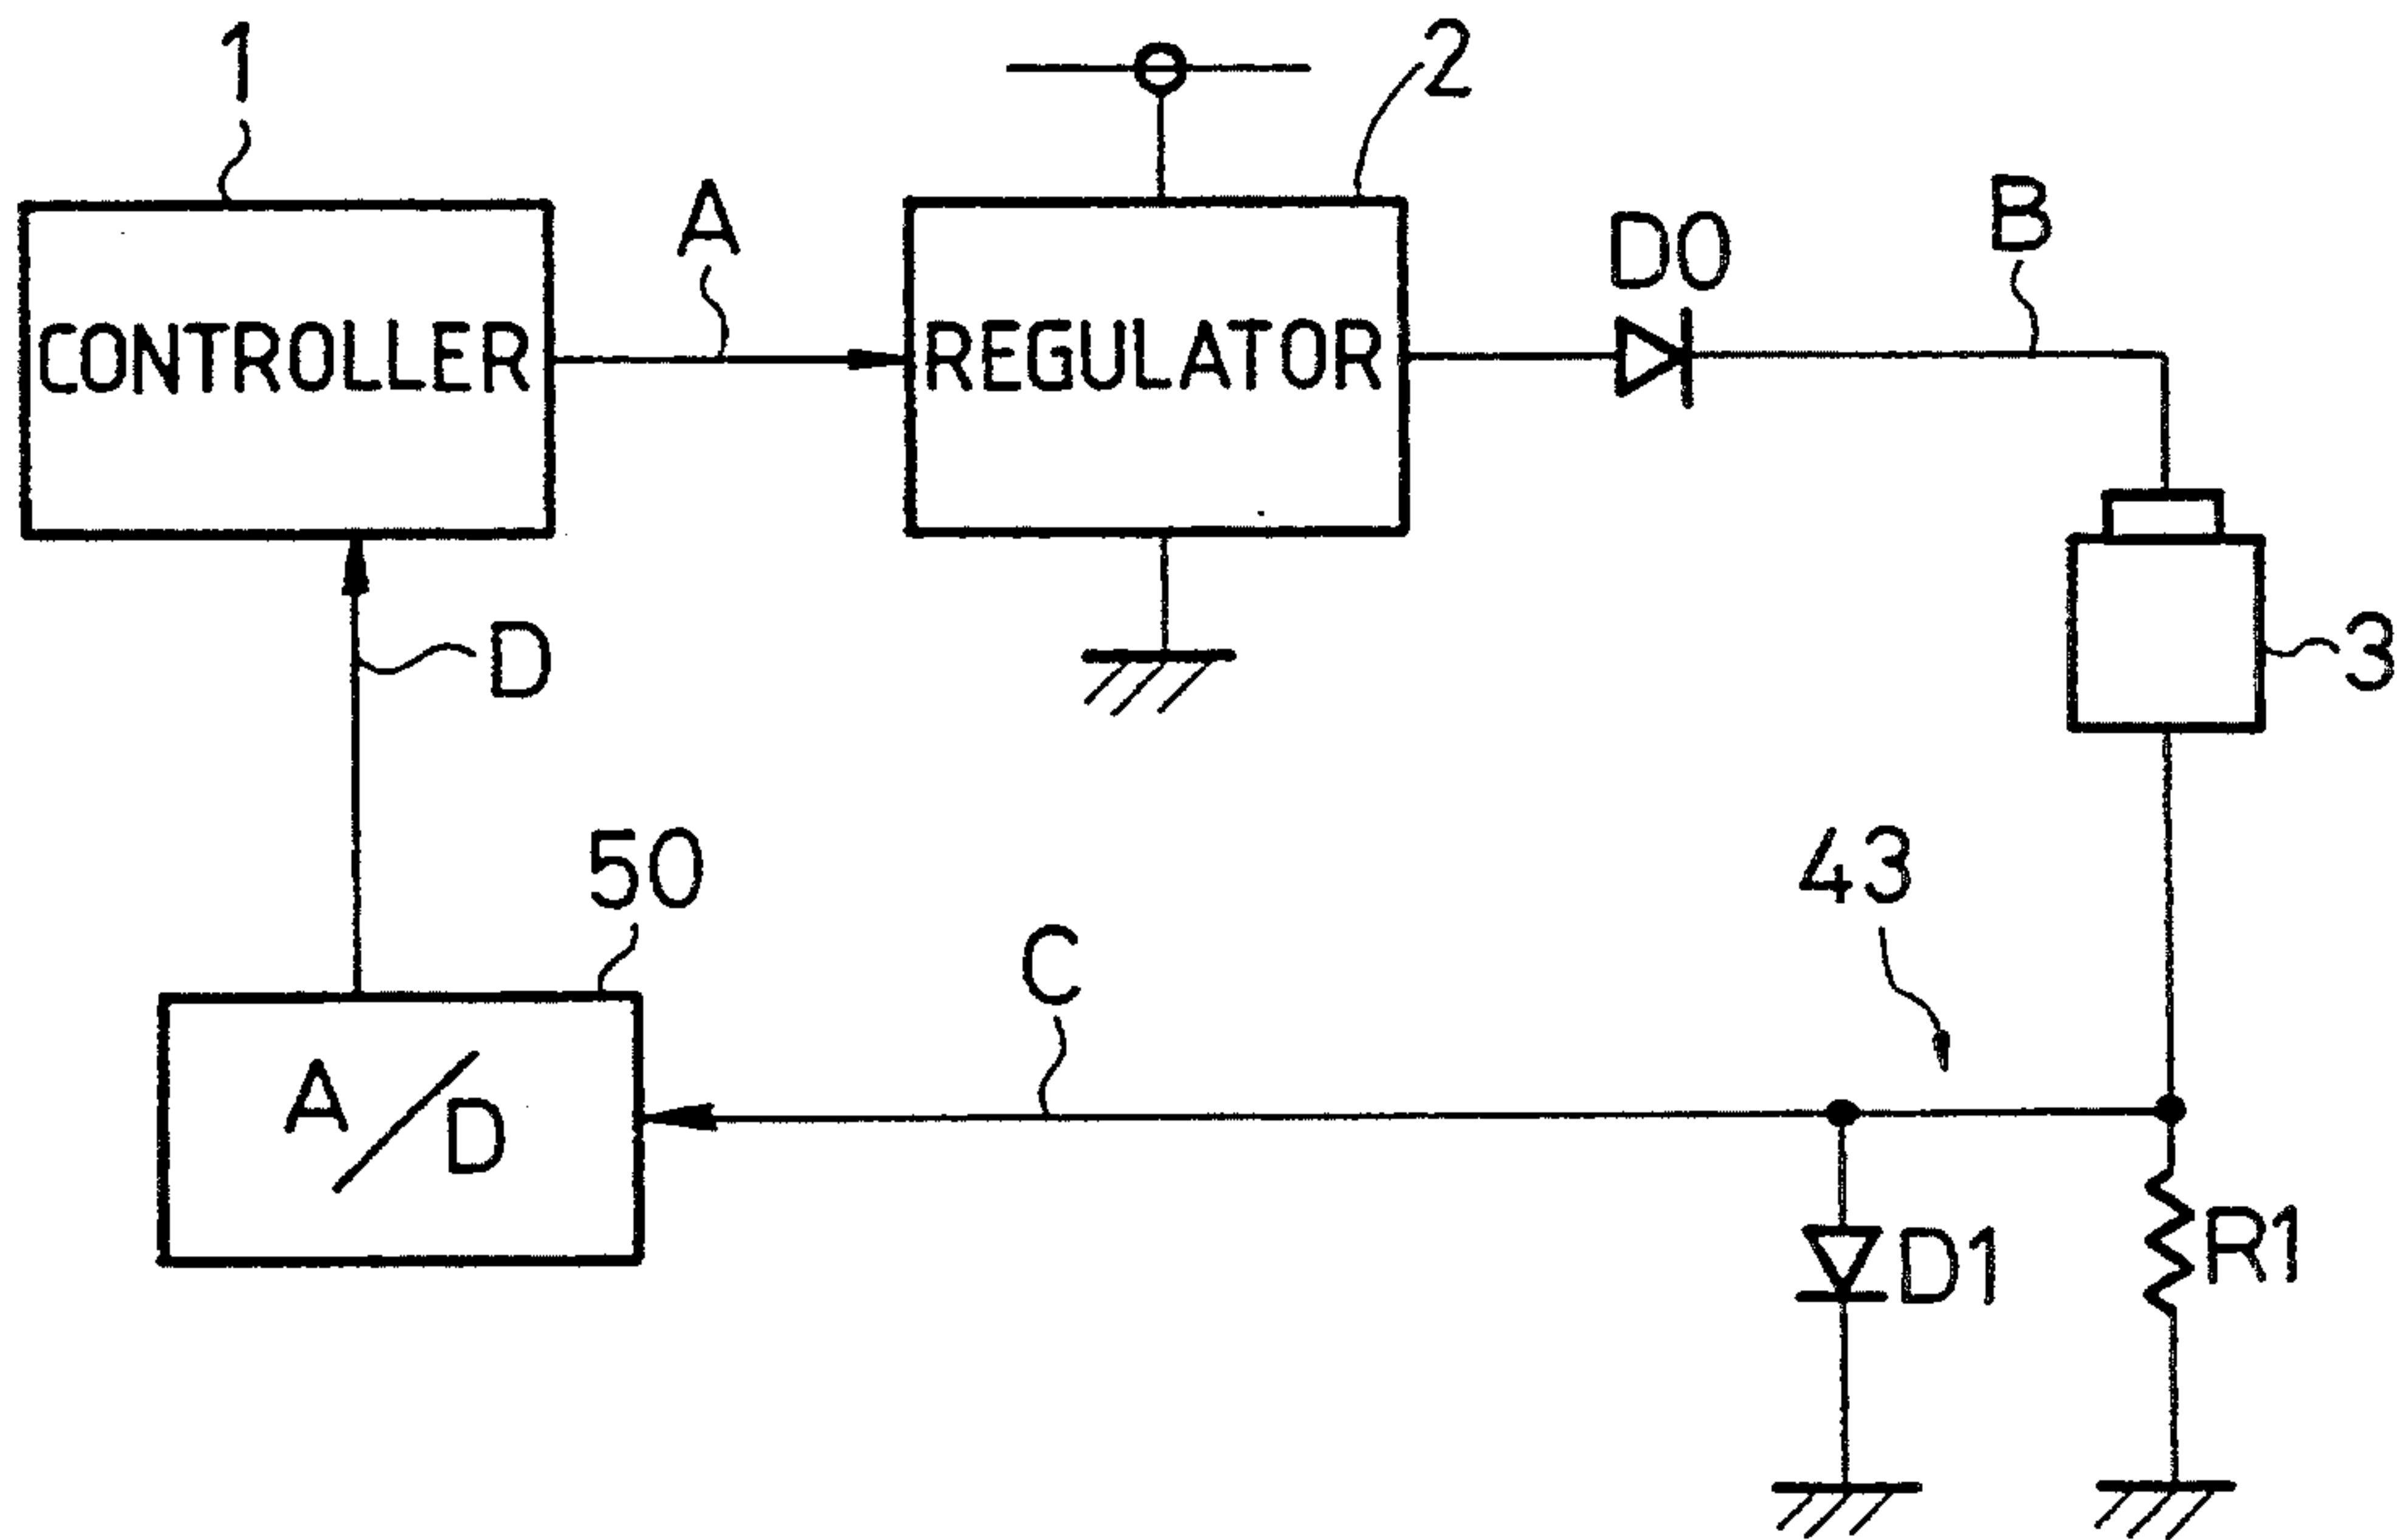 1
2
A
D0
B
CONTROLLER
REGULATOR
D
3
50
43
C
A/D
D1
R1